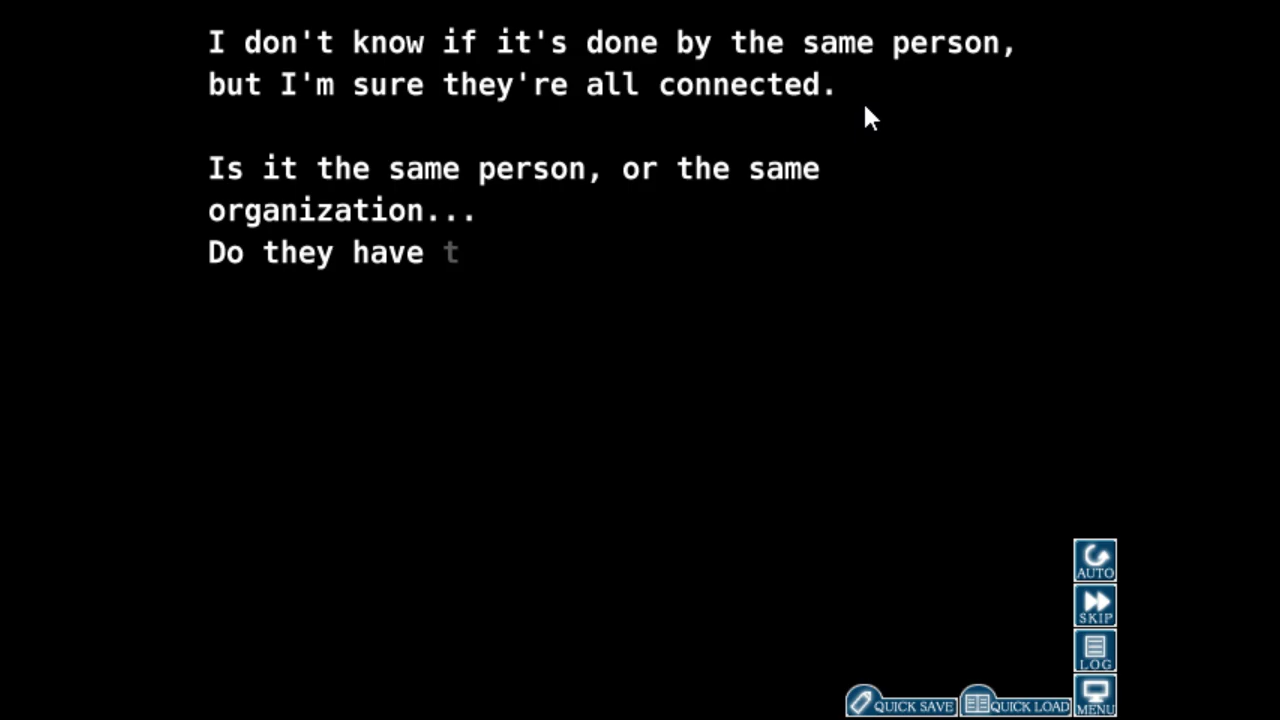 I don't know if it's done by the same person,
but I'm sure they're all connected.
Is it the same person, or the same
organization...
Do they have t
AUTO
SKIP
LOG
QUICK SAVE
QUICK LOAD
MENU